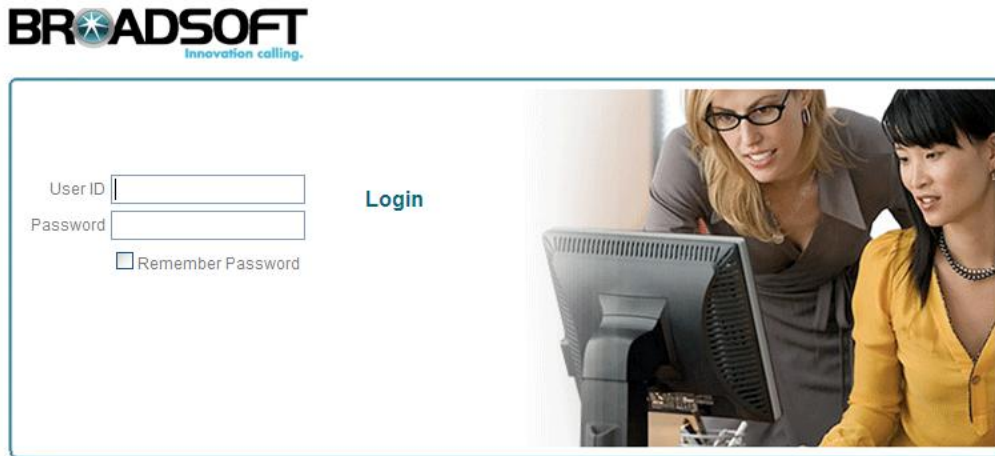 BROADSOFT
Innovation calling.
User ID
Login
Password
Remember Password